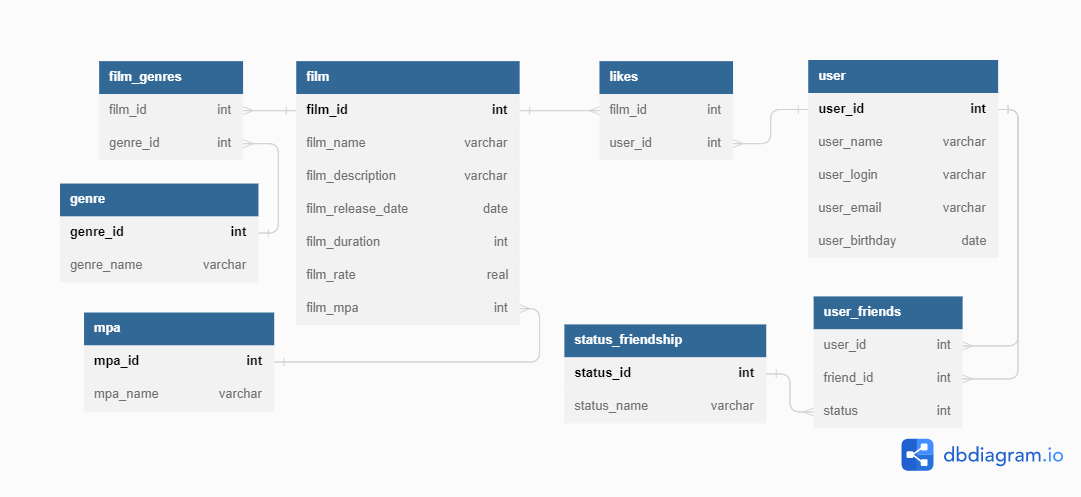 film_genres
film_id int
genre_id int
genre
genre_id int
genre_name varchar
mpa
mpa_id int
mpa_name varchar
film
film_id int
film_name varchar
film_description varchar
film_release_date date
film_duration int
film_rate real
film_mpa int
likes
film_id int
user_id int
status_friendship
status_id int
status_name varchar
user
user_id int
user_name varchar
user_login varchar
user_email varchar
user_birthday date
user_friends
user_id int
friend_id int
status int
dbdiagram.io